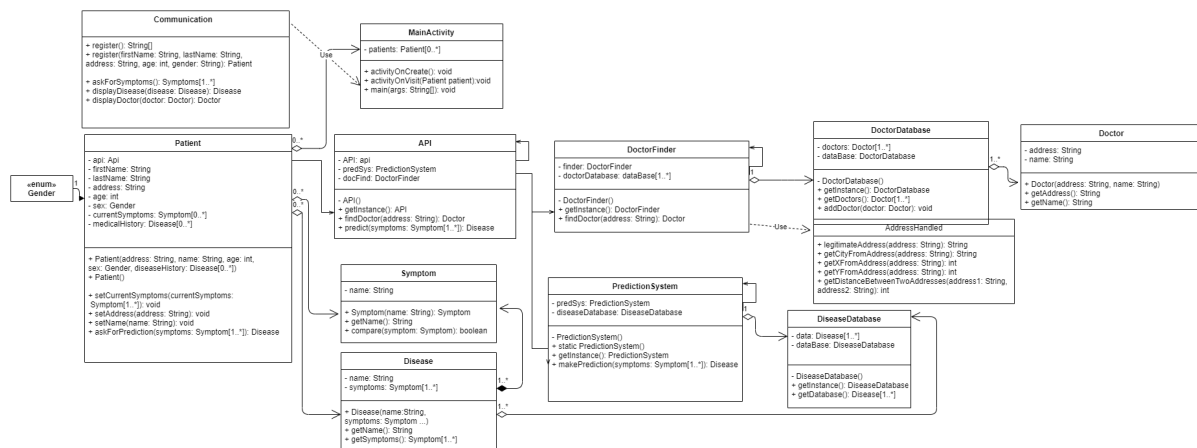 Communication
+ register(): String[]
+ register(firstName: String, lastName: String,
address: String, age: int, gender: String): Patient
+ askForSymptoms(): Symptoms[1..*]
+ displayDisease(disease: Disease): Disease
+ displayDoctor(doctor: Doctor): Doctor
MainActivity
- patients: Patient[0..*]
+ activityOnCreate(): void
+ activityOnVisit(Patient patient):void
+ main(args: String[]): void
Use
0..*
«enum»
Gender
1
Patient
- api: Api
- firstName: String
- lastName: String
- address: String
- age: int
- sex: Gender
- currentSymptoms: Symptom[0..*]
- medicalHistory: Disease[0..*]
+ Patient(address: String, name: String, age: int,
sex: Gender, diseaseHistory: Disease[0..*])
+ Patient()
+ setCurrentSymptoms(currentSymptoms:
Symptom[1..*]): void
+ setAddress(address: String): void
+ setName(name: String): void
+ askForPrediction(symptoms: Symptom[1..*]): Disease
0..*
0..*
API
- API: api
- predSys: PredictionSystem
- docFind: DoctorFinder
- API()
+ getInstance(): API
+ findDoctor(address: String): Doctor
+ predict(symptoms: Symptom[1..*]): Disease
DoctorFinder
- finder: DoctorFinder
- doctorDatabase: dataBase[1..*]
- DoctorFinder()
+ getInstance(): DoctorFinder
+ findDoctor(address: String): Doctor
1
Use
DoctorDatabase
- doctors: Doctor[1..*]
- dataBase: DoctorDatabase
- DoctorDatabase()
+ getInstance(): DoctorDatabase
+ getDoctors(): Doctor[1..*]
+ addDoctor(doctor: Doctor): void
1..*
Doctor
- address: String
- name: String
+ Doctor(address: String, name: String)
+ getAddress(): String
+ getName(): String
AddressHandled
+ legitimateAddress(address: String): String
+ getCityFromAddress(address: String): String
+ getXFromAddress(address: String): int
+ getYFromAddress(address: String): int
+ getDistanceBetweenTwoAddresses(address1: String,
address2: String): int
Symptom
- name: String
+ Symptom(name: String): Symptom
+ getName(): String
+ compare(symptom: Symptom): boolean
PredictionSystem
- predSys: PredictionSystem
- diseaseDatabase: DiseaseDatabase
- PredictionSystem()
+ static PredictionSystem()
+ getInstance(): PredictionSystem
+ makePrediction(symptoms: Symptom[1..*]): Disease
1
DiseaseDatabase
- data: Disease[1..*]
- dataBase: DiseaseDatabase
- DiseaseDatabase()
+ getInstance(): DiseaseDatabase
+ getDatabase(): Disease[1..*]
Disease
- name: String
- symptoms: Symptom[1..*]
+ Disease(name:String,
symptoms: Symptom ...)
+ getName(): String
+ getSymptoms(): Symptom[1..*]
1..*
1..*